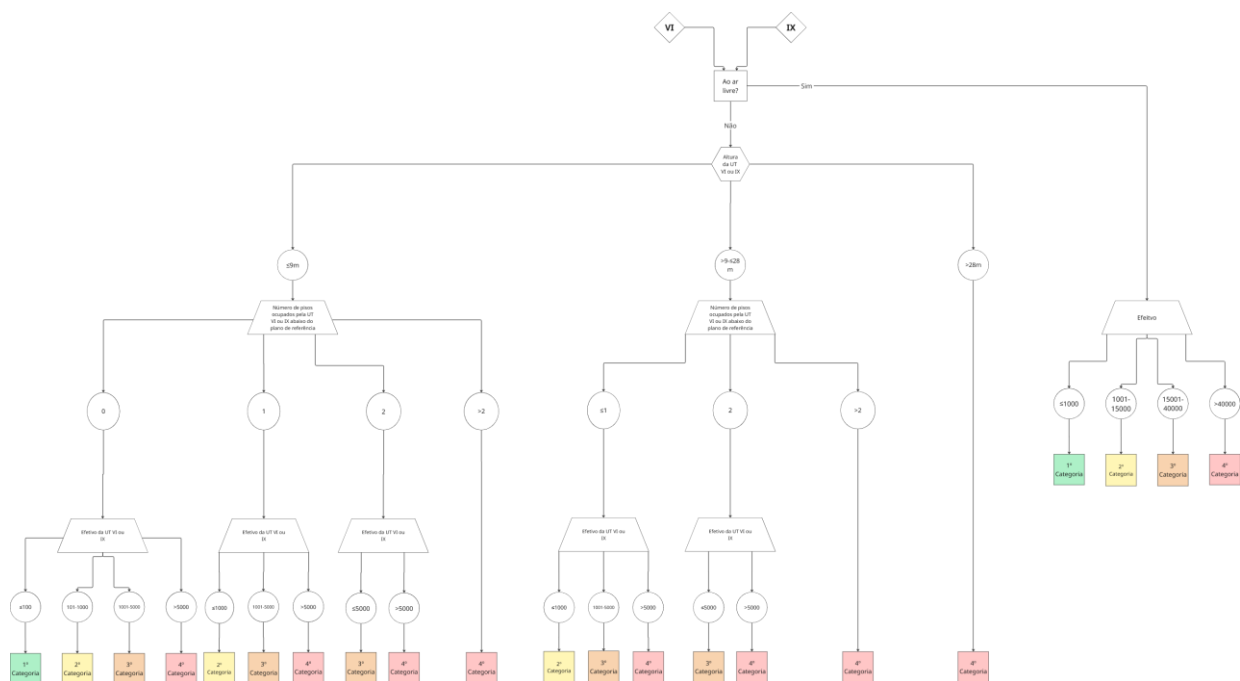 VI
IX
Ao ar
livre?
Sim
Não
Altura
da UT
VI ou IX
≤9m
>9-≤28
m
>28m
Número de pisos
ocupados pela UT
VI ou IX abaixo do
plano de referência
Número de pisos
ocupados pela UT
VI ou IX abaixo do
plano de referência
Efetivo
0
1
2
>2
≤1
2
>2
≤1000
1001-
15000
15001-
40000
>40000
1ª
Categoria
2ª
Categoria
3ª
Categoria
4ª
Categoria
Efetivo da UT VI ou
IX
Efetivo da UT VI ou
IX
Efetivo da UT VI ou
IX
Efetivo da UT VI ou
IX
Efetivo da UT VI ou
IX
≤100
101-1000
1001-5000
>5000
≤1000
1001-5000
>5000
≤5000
>5000
≤1000
1001-5000
>5000
≤5000
>5000
1ª
Categoria
2ª
Categoria
3ª
Categoria
4ª
Categoria
2ª
Categoria
3ª
Categoria
4ª
Categoria
3ª
Categoria
4ª
Categoria
4ª
Categoria
2ª
Categoria
3ª
Categoria
4ª
Categoria
3ª
Categoria
4ª
Categoria
4ª
Categoria
4ª
Categoria